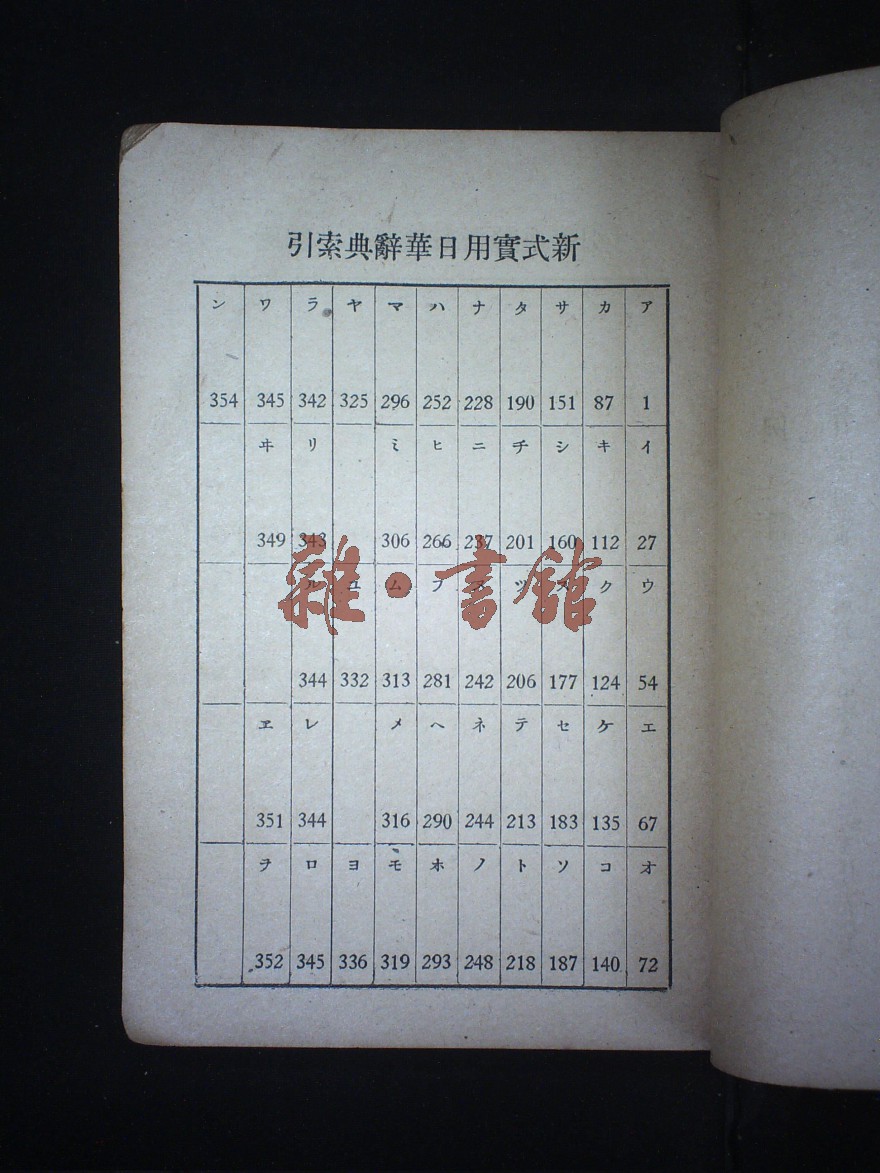 新式實用日華辭典索引
ア カ サ タ ナ ハ マ ヤ ラ ワ ン
1 87 151 190 228 252 296 325 342 345 354
イ キ シ チ ニ ヒ ミ リ ヰ
27 112 160 201 237 266 306 343 349
ウ ク ス ツ ヌ フ ム ユ ル
54 124 177 206 242 281 313 332 344
エ ケ セ テ ネ ヘ メ レ ヱ
67 135 183 213 244 290 316 344 351
オ コ ソ ト ノ ホ モ ヨ ロ ヲ
72 140 187 218 248 293 319 336 345 352
雜·書館